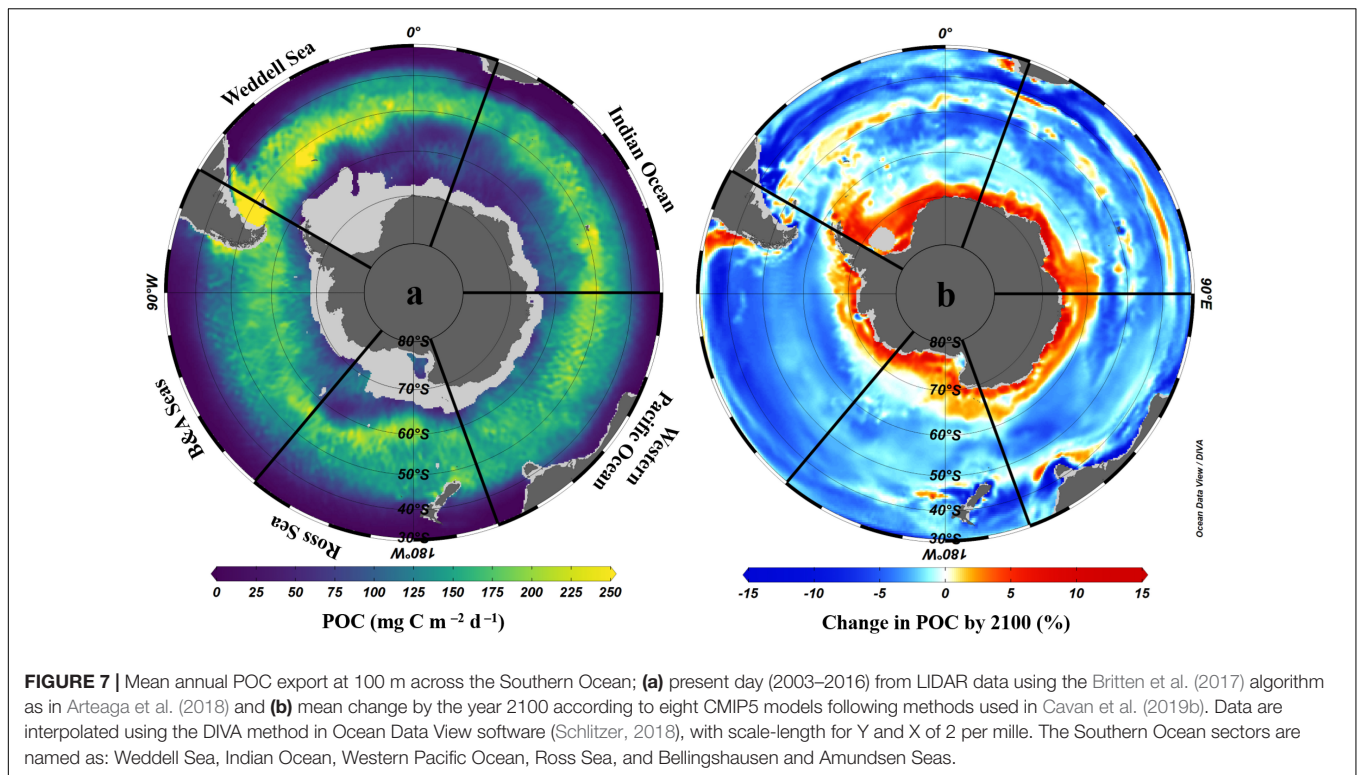 0°
0°
Weddell Sea
Indian Ocean
90°W
90°E
a
b
80°S
70°S
60°S
50°S
40°S
30°S
180°W
80°S
70°S
60°S
50°S
40°S
30°S
180°W
B&A Seas
Ross Sea
Western
Pacific Ocean
Ocean Data View / DIVA
0 25 50 75 100 125 150 175 200 225 250
POC (mg C m −2 d−1)
-15 -10 -5 0 5 10 15
Change in POC by 2100 (%)
FIGURE 7 | Mean annual POC export at 100 m across the Southern Ocean; (a) present day (2003–2016) from LIDAR data using the Britten et al. (2017) algorithm
as in Arteaga et al. (2018) and (b) mean change by the year 2100 according to eight CMIP5 models following methods used in Cavan et al. (2019b). Data are
interpolated using the DIVA method in Ocean Data View software (Schlitzer, 2018), with scale-length for Y and X of 2 per mille. The Southern Ocean sectors are
named as: Weddell Sea, Indian Ocean, Western Pacific Ocean, Ross Sea, and Bellingshausen and Amundsen Seas.